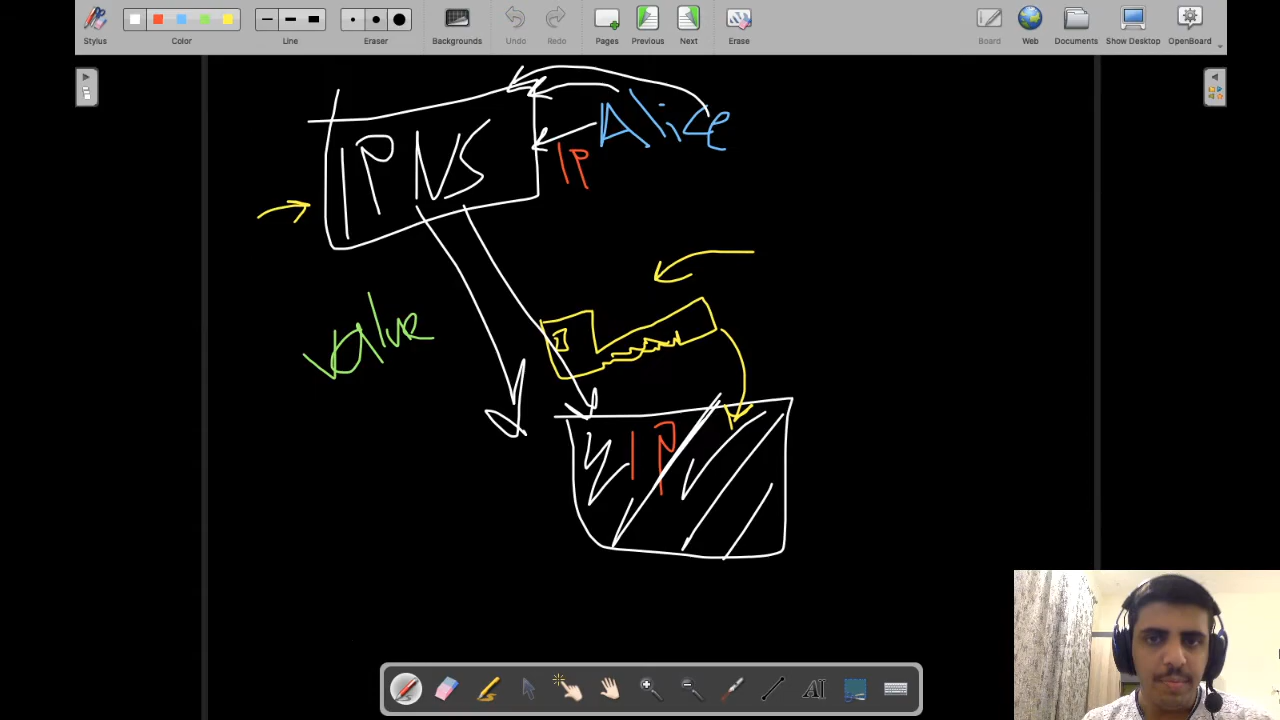 Stylus
Color
Line
Eraser
Backgrounds
Undo
Redo
Pages
Previous
Next
Erase
Board
Web
Documents
Show Desktop
OpenBoard
Alice
IPNS
IP
value
IP
AI